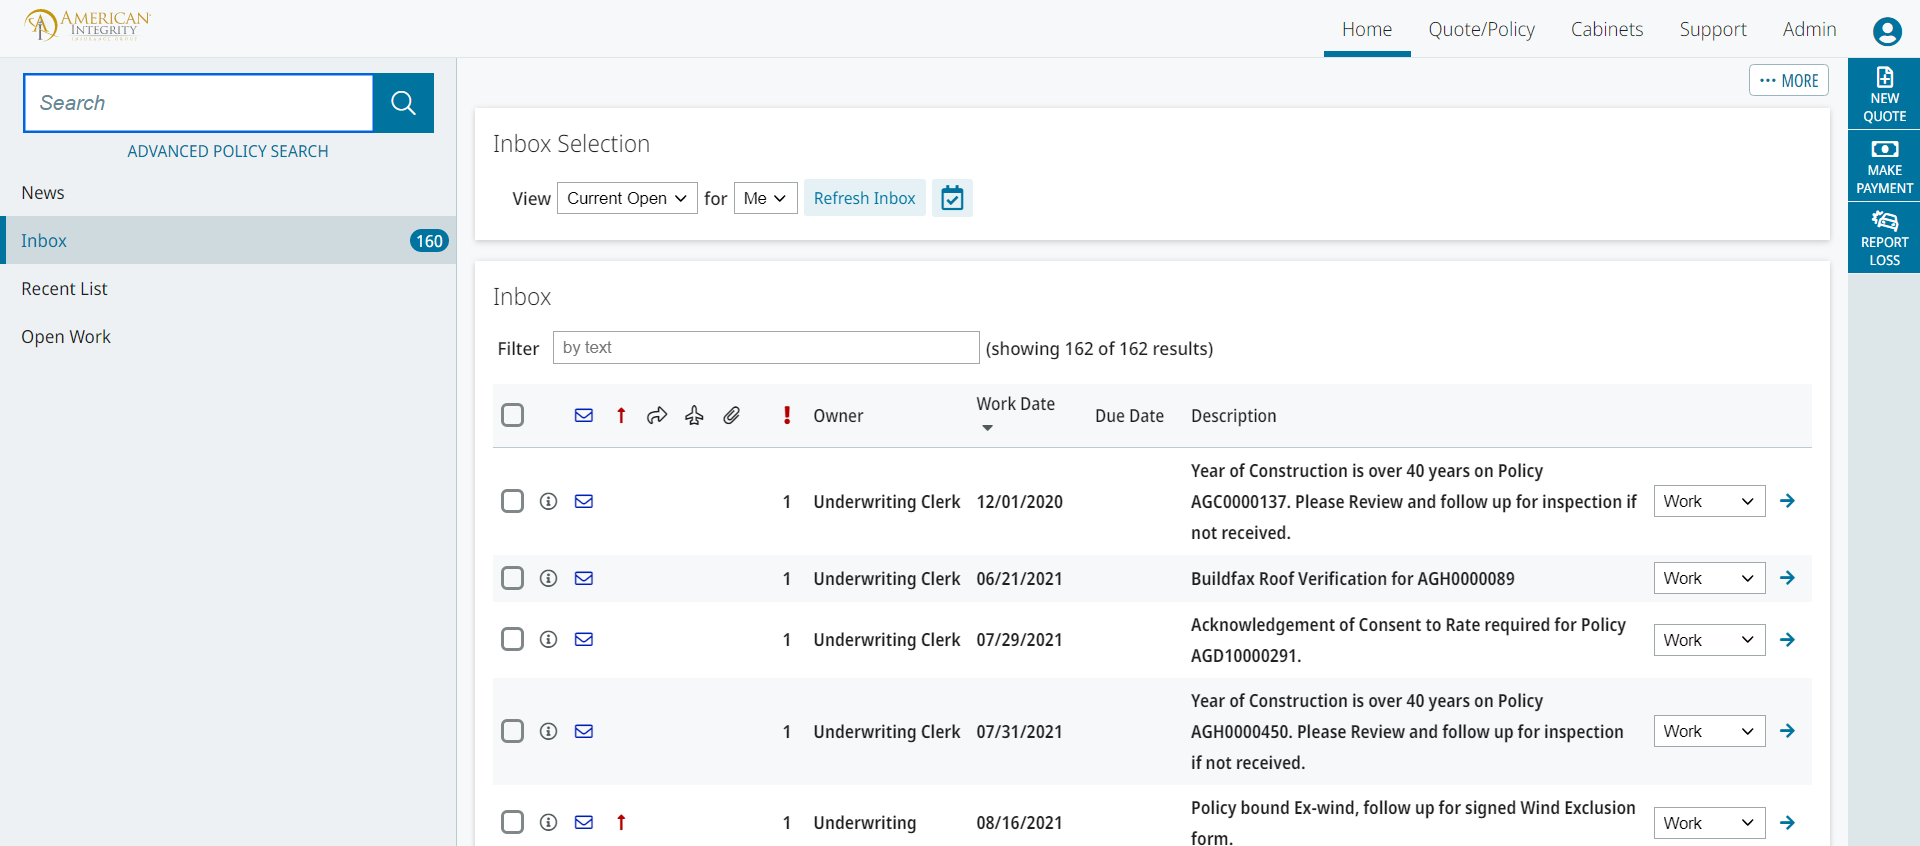 AMERICAN
INTEGRITY
INSURANCE GROUP
Home
Quote/Policy
Cabinets
Support
Admin
Search
ADVANCED POLICY SEARCH
News
Inbox
160
Recent List
Open Work
··· MORE
NEW
QUOTE
MAKE
PAYMENT
REPORT
LOSS
Inbox Selection
View Current Open for Me Refresh Inbox
Inbox
Filter by text (showing 162 of 162 results)
Owner Work Date Due Date Description
Year of Construction is over 40 years on Policy
1 Underwriting Clerk 12/01/2020 AGC0000137. Please Review and follow up for inspection if Work
not received.
1 Underwriting Clerk 06/21/2021 Buildfax Roof Verification for AGH0000089 Work
Acknowledgement of Consent to Rate required for Policy
1 Underwriting Clerk 07/29/2021 Work
AGD10000291.
Year of Construction is over 40 years on Policy
1 Underwriting Clerk 07/31/2021 AGH0000450. Please Review and follow up for inspection Work
if not received.
Policy bound Ex-wind, follow up for signed Wind Exclusion
1 Underwriting 08/16/2021 Work
form.